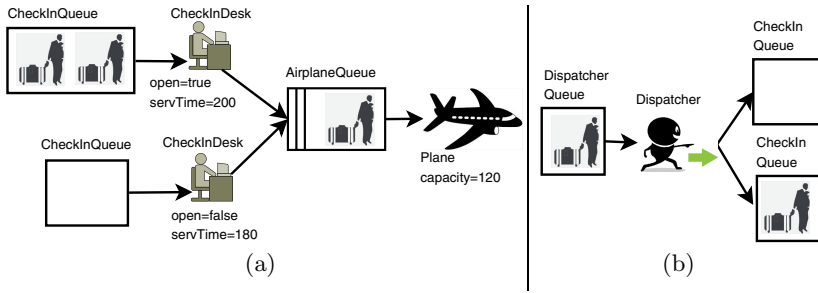 CheckInQueue
CheckInDesk
open=true
servTime=200
AirplaneQueue
Plane
capacity=120
CheckInQueue
CheckInDesk
open=false
servTime=180
(a)
Dispatcher
Queue
Dispatcher
CheckIn
Queue
CheckIn
Queue
(b)